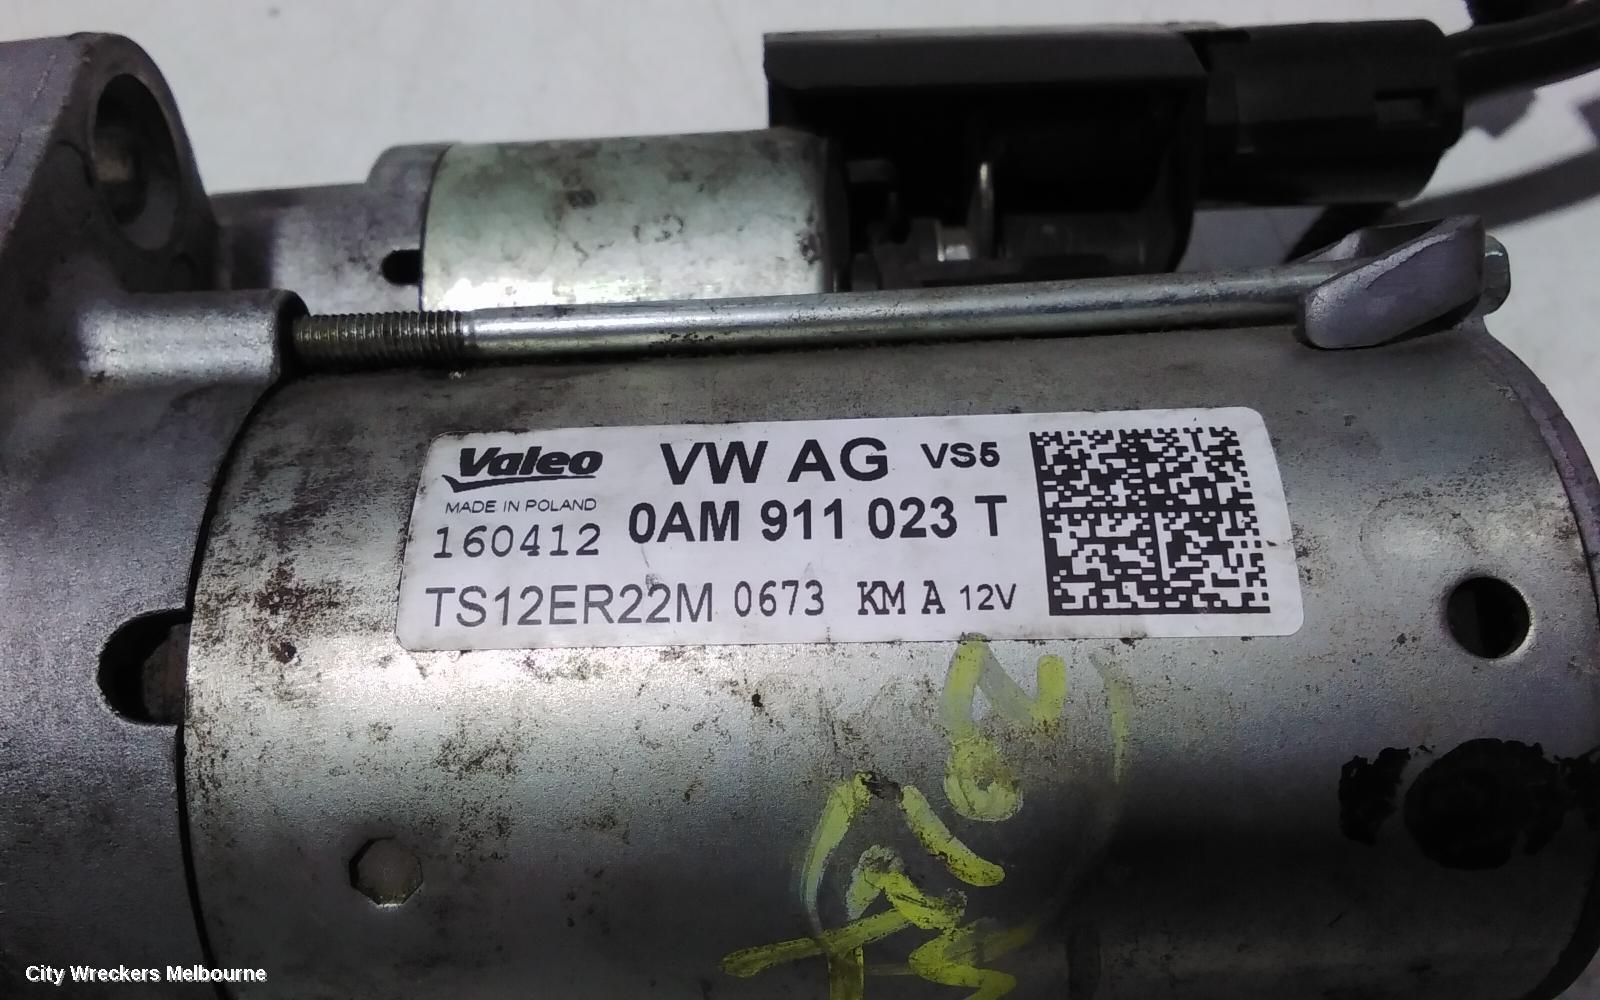 Valeo VW AG VS5
MADE IN POLAND
160412 0AM 911 023 T
TS12ER22M 0673 KM A 12V
City Wreckers Melbourne